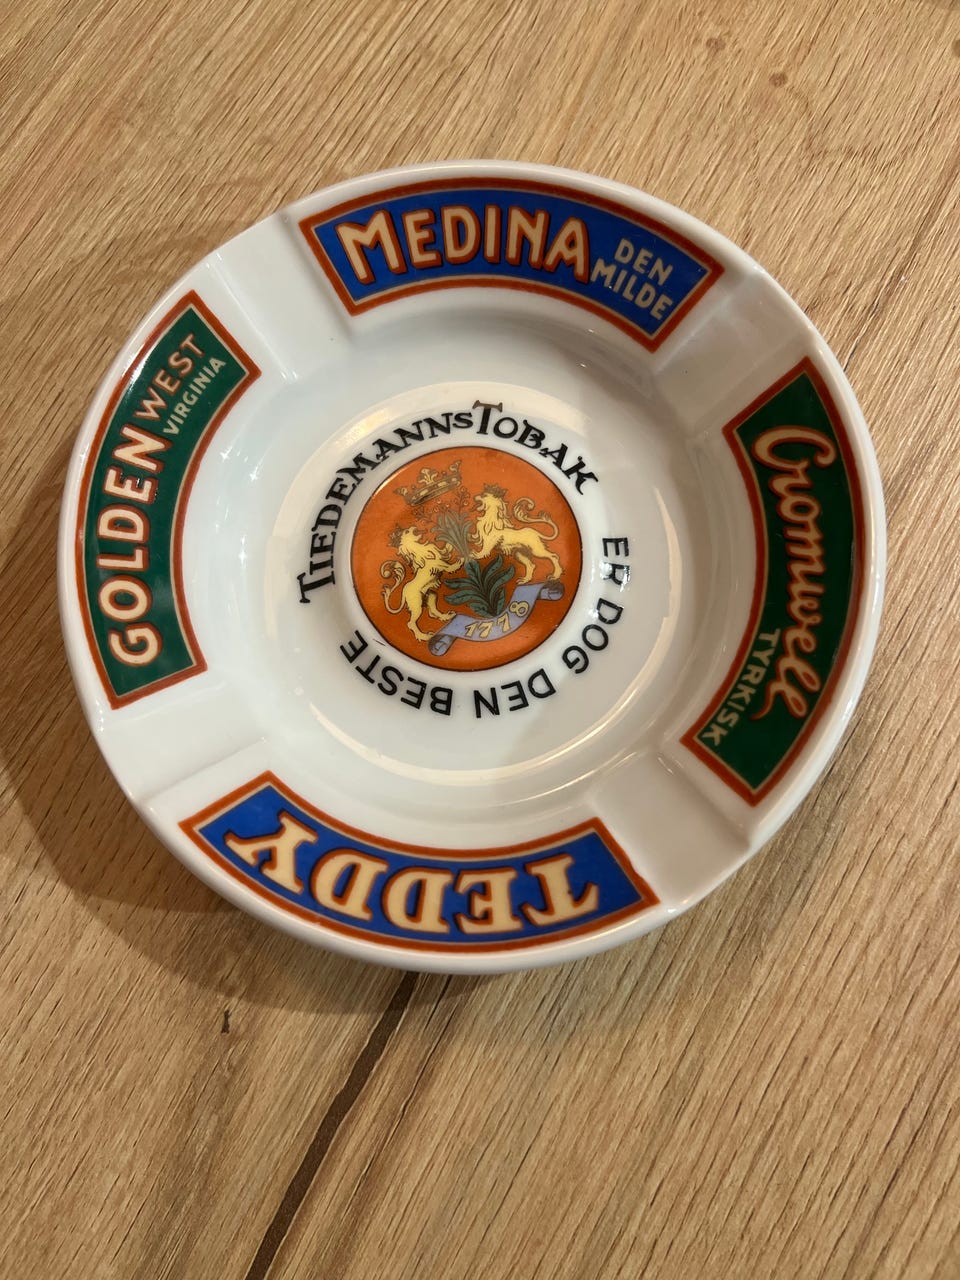 MEDINA DEN MILDE
Cromwell TYRKISK
TEDDY
GOLDEN WEST VIRGINIA
TIEDEMANNS TOBAK
ER DOG DEN BESTE
1778